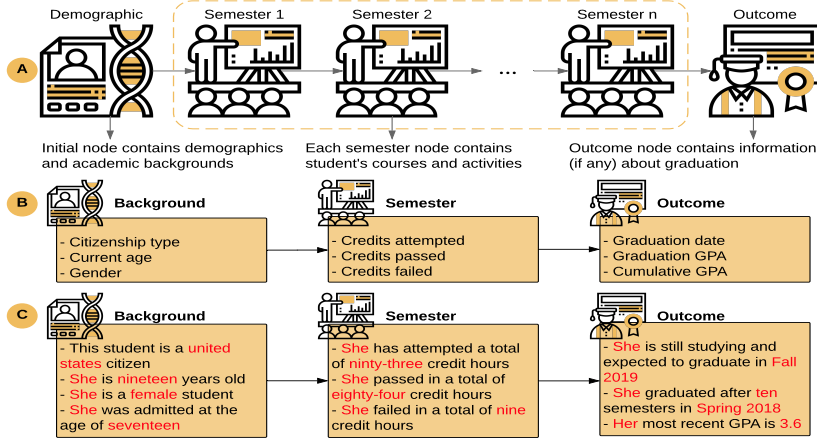 Demographic
Semester 1
Semester 2
Semester n
Outcome
A
...
Initial node contains demographics
and academic backgrounds
Each semester node contains
student's courses and activities
Outcome node contains information
(if any) about graduation
B
Background
Semester
Outcome
- Citizenship type
- Current age
- Gender
- Credits attempted
- Credits passed
- Credits failed
- Graduation date
- Graduation GPA
- Cumulative GPA
C
Background
Semester
Outcome
- This student is a united
states citizen
- She is nineteen years old
- She is a female student
- She was admitted at the
age of seventeen
- She has attempted a total
of ninty-three credit hours
- She passed in a total of
eighty-four credit hours
- She failed in a total of nine
credit hours
- She is still studying and
expected to graduate in Fall
2019
- She graduated after ten
semesters in Spring 2018
- Her most recent GPA is 3.6